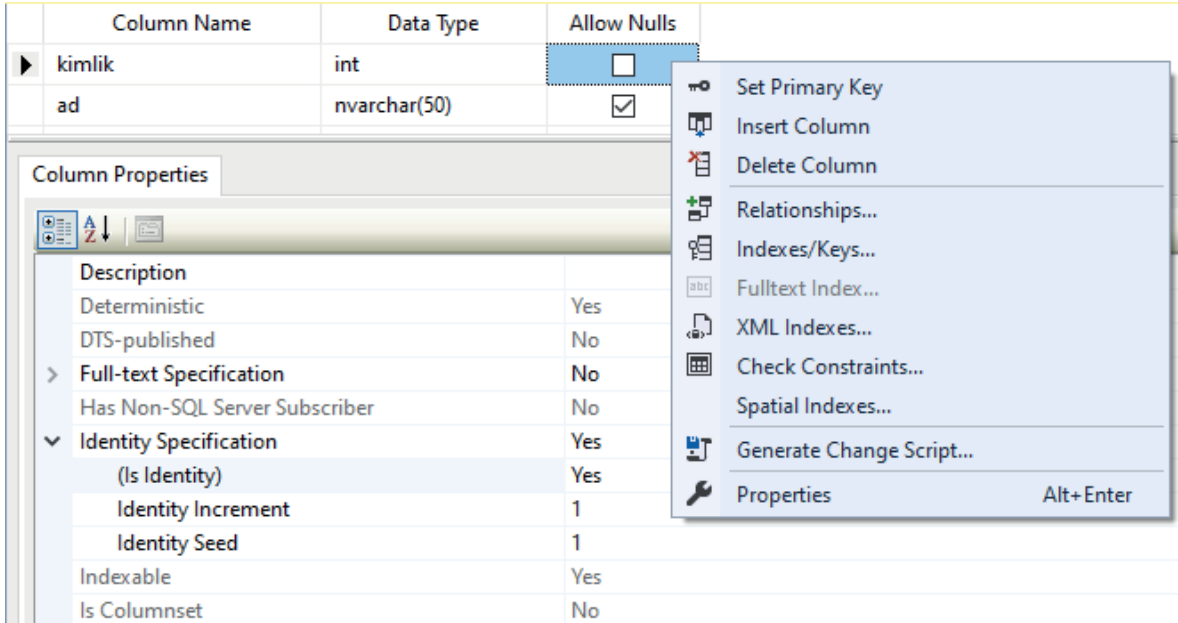 Column Name Data Type Allow Nulls
kimlik int
ad nvarchar(50)
Set Primary Key
Insert Column
Delete Column
Relationships...
Indexes/Keys...
abc Fulltext Index...
XML Indexes...
Check Constraints...
Spatial Indexes...
Generate Change Script...
Properties Alt+Enter
Column Properties
A
Z
Description
Deterministic Yes
DTS-published No
Full-text Specification No
Has Non-SQL Server Subscriber No
Identity Specification Yes
(Is Identity) Yes
Identity Increment 1
Identity Seed 1
Indexable Yes
Is Columnset No